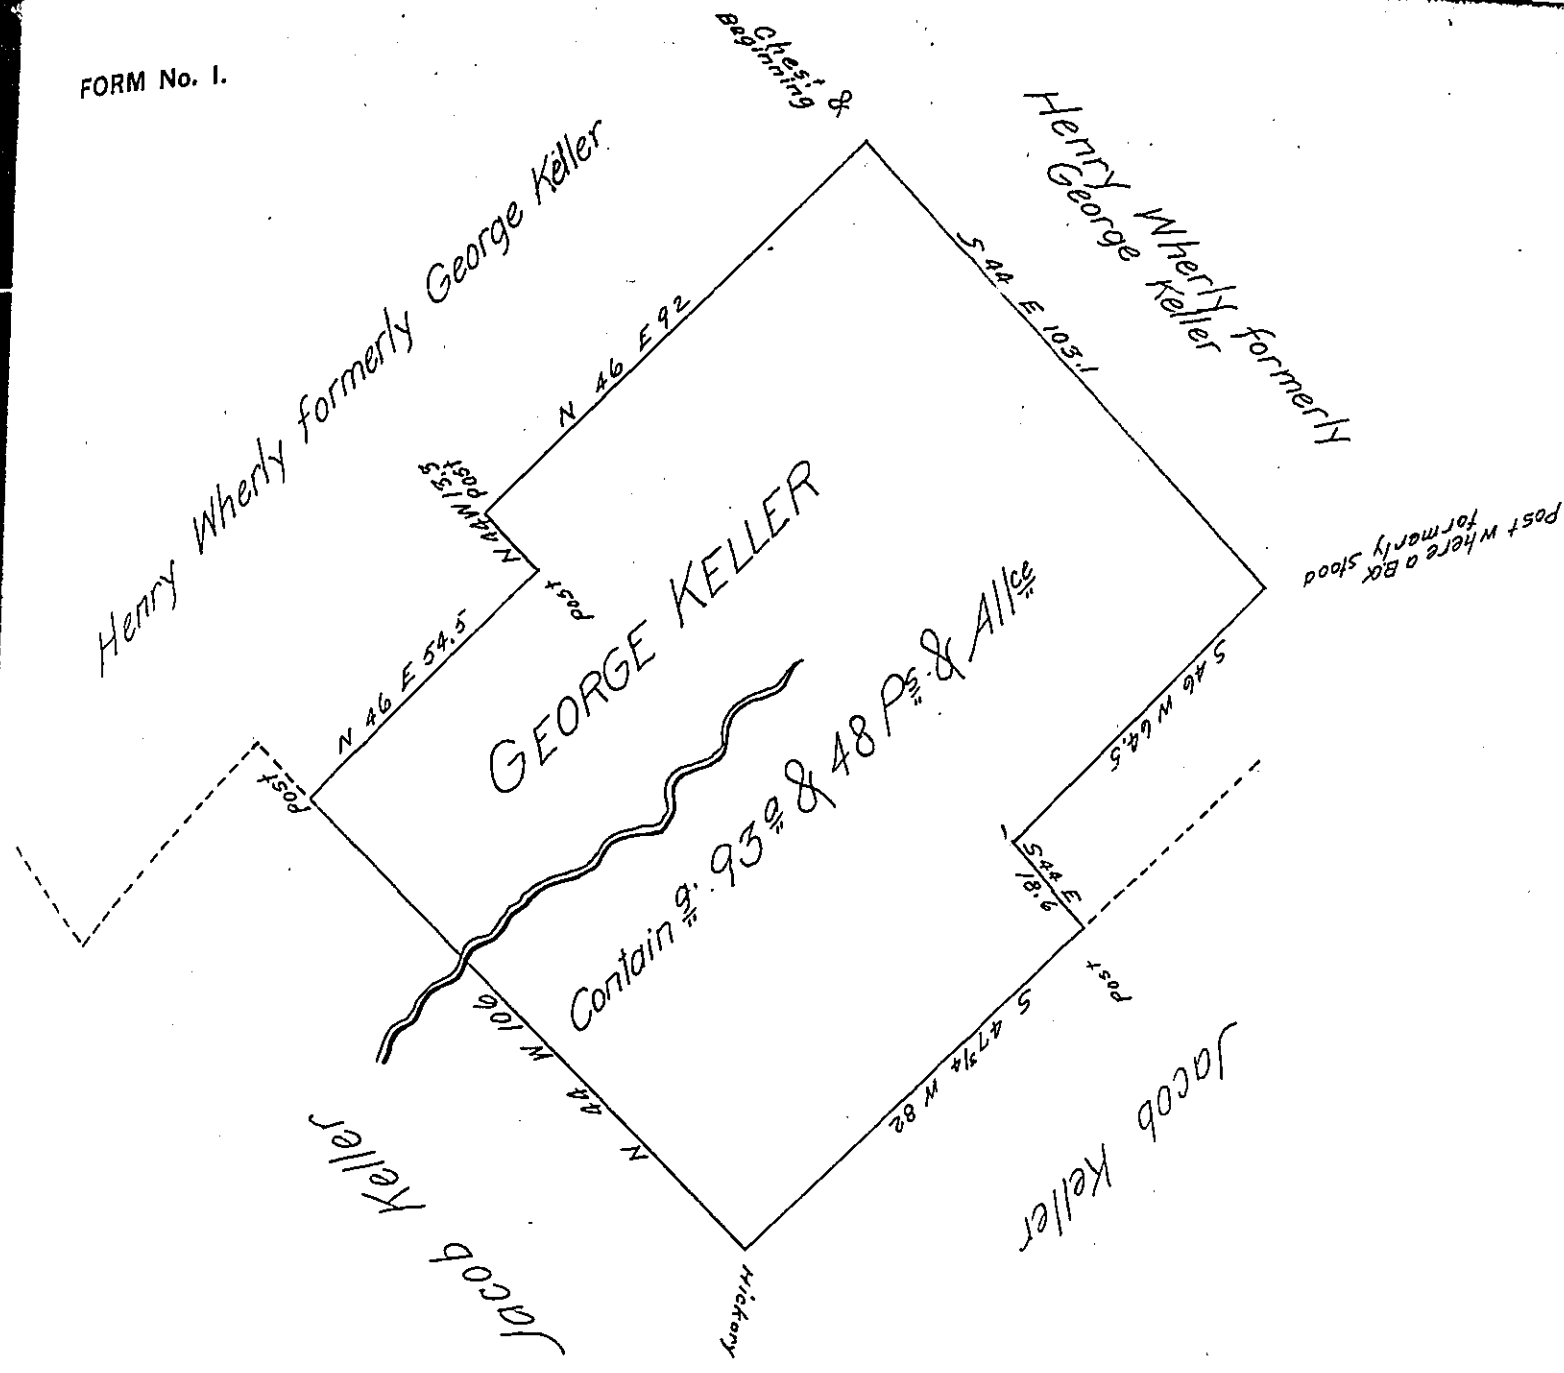 FORM No. 1.
Chest &
Beginning
Henry Wherly formerly George Keller
Henry Wherly formerly
George Keller
S 44 E 103.1
N 46 E 92
N 44 W 13.5
post
post
Post where a B.O.
formerly stood
GEORGE KELLER
N 46 E 54.5
S 46 W 64.5
post
Contain g. 93 a & 48 Ps. & Allce
S 44 E
18.6
post
N 44 W 106
S 47 3/4 W 82
Jacob Keller
Jacob Keller
Hickory